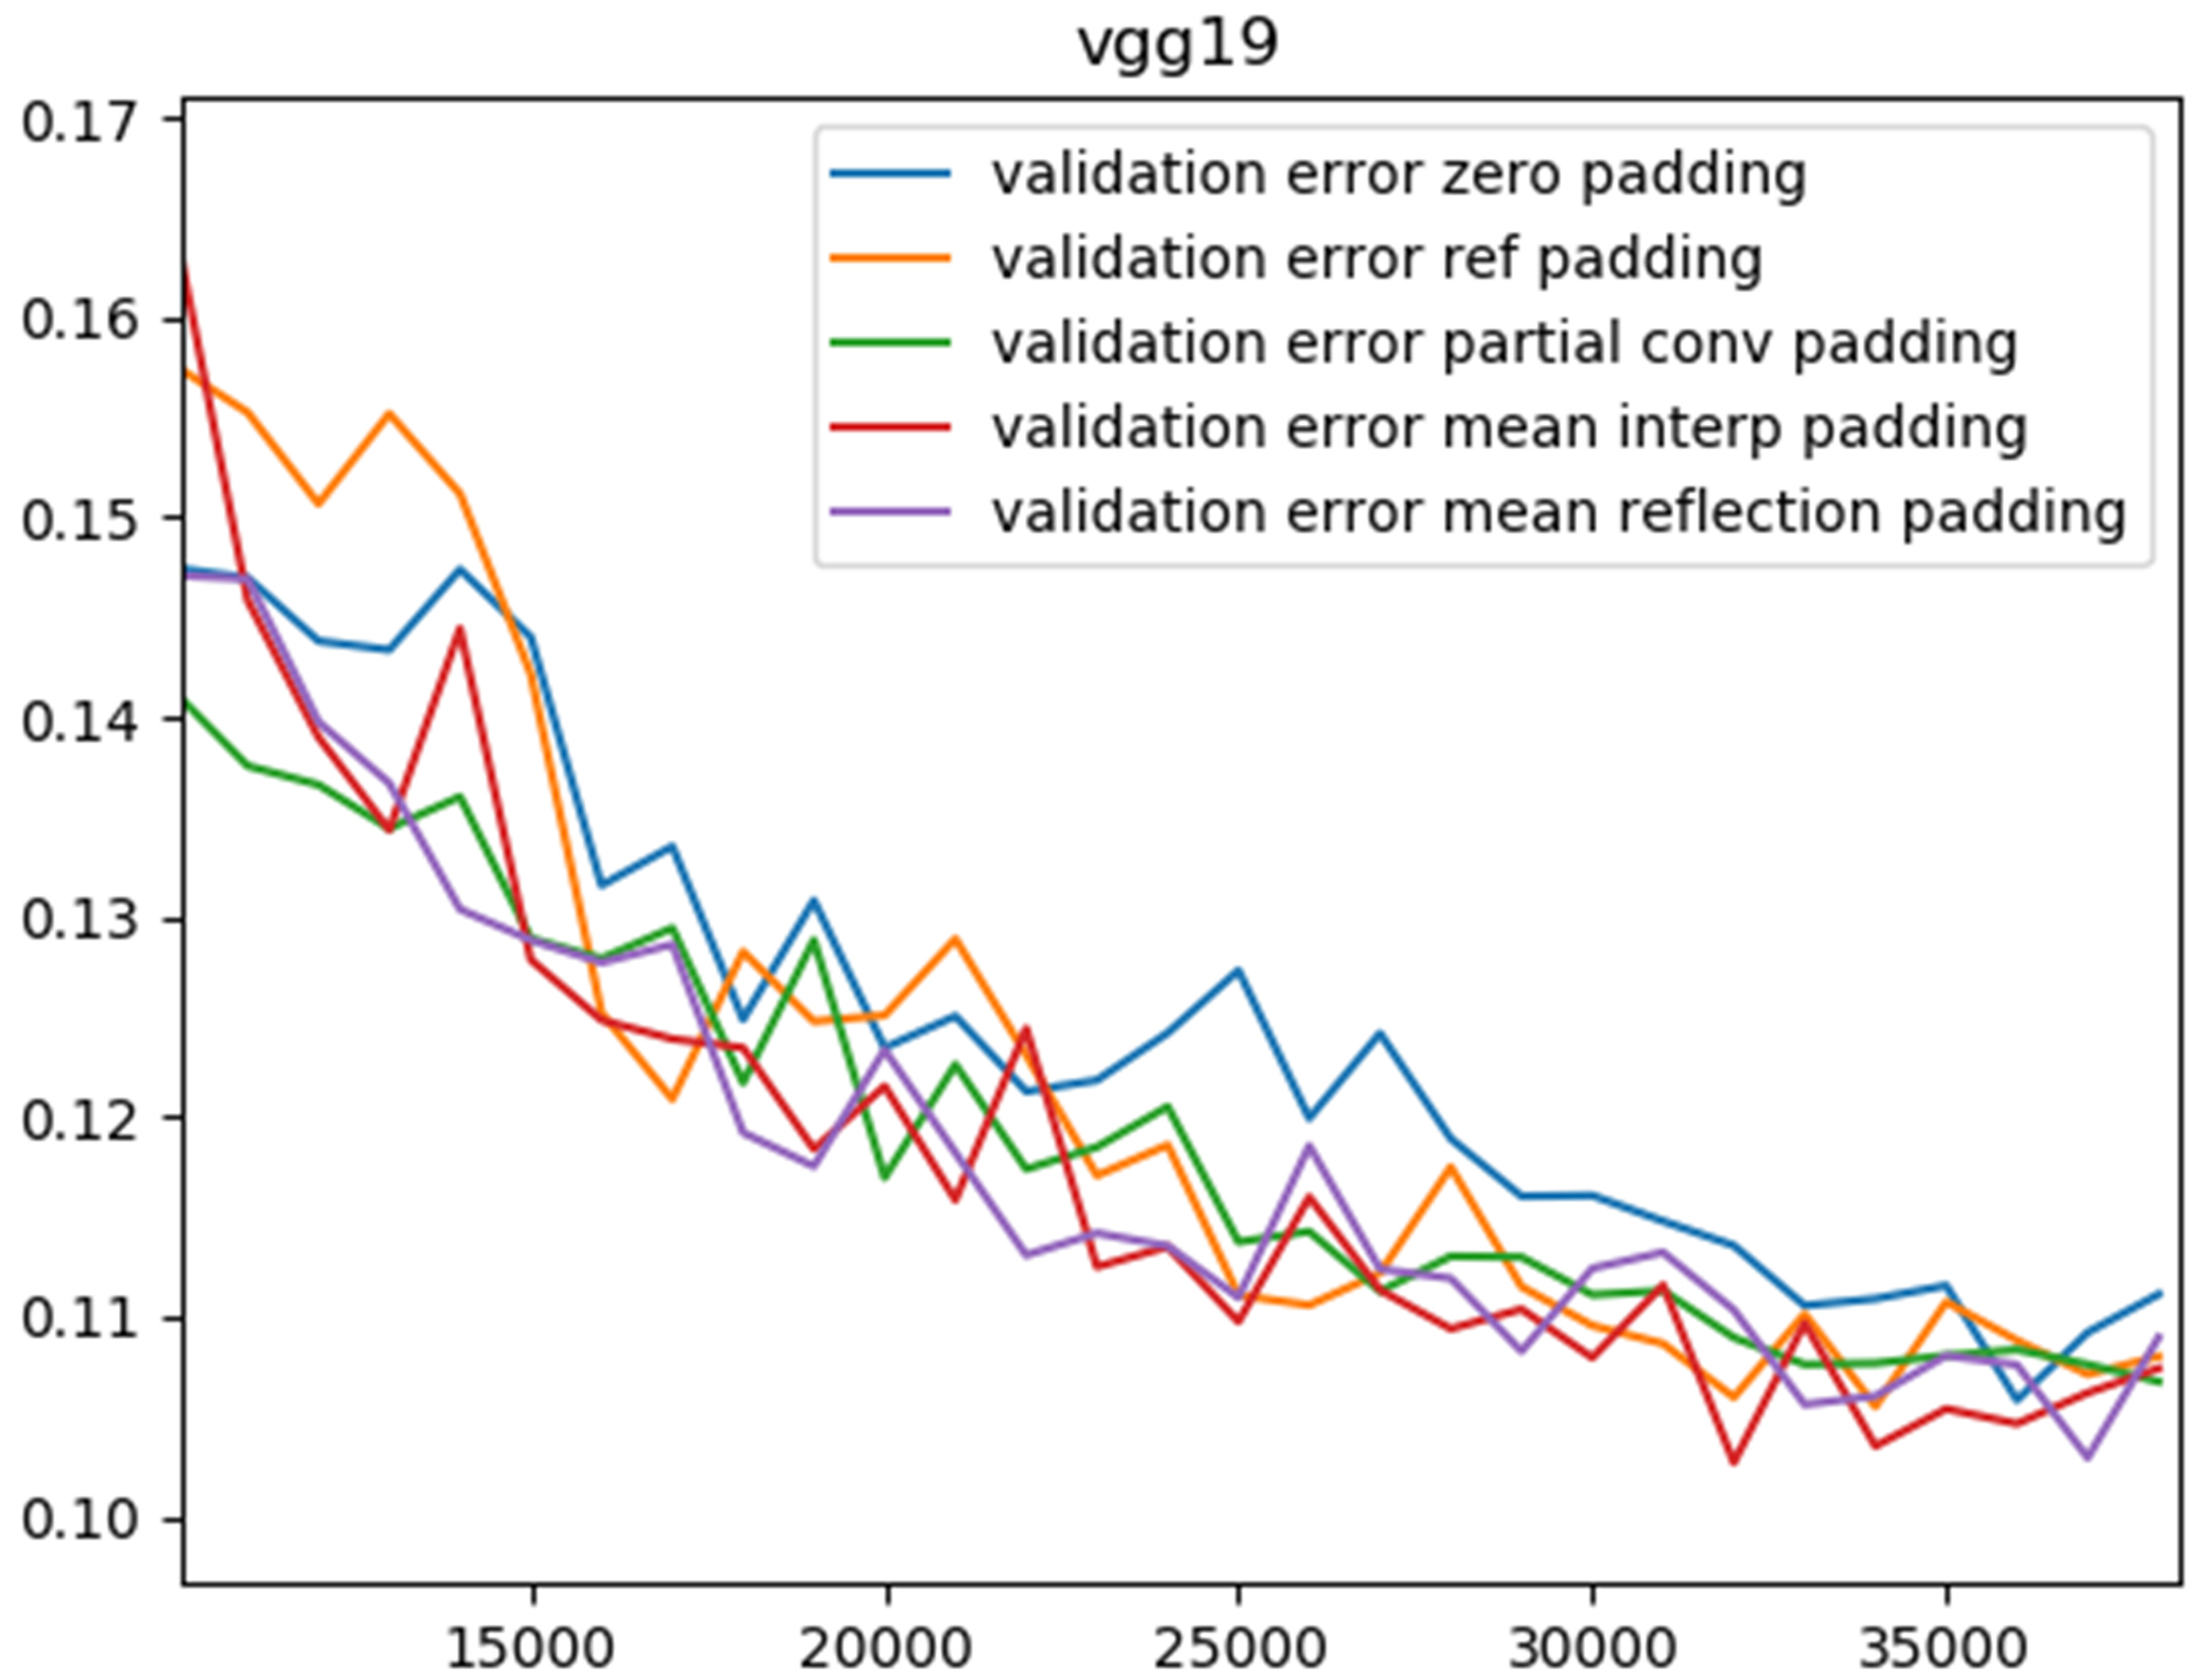 vgg19
0.17
0.16
0.15
0.14
0.13
0.12
0.11
0.10
validation error zero padding
validation error ref padding
validation error partial conv padding
validation error mean interp padding
validation error mean reflection padding
15000 20000 25000 30000 35000